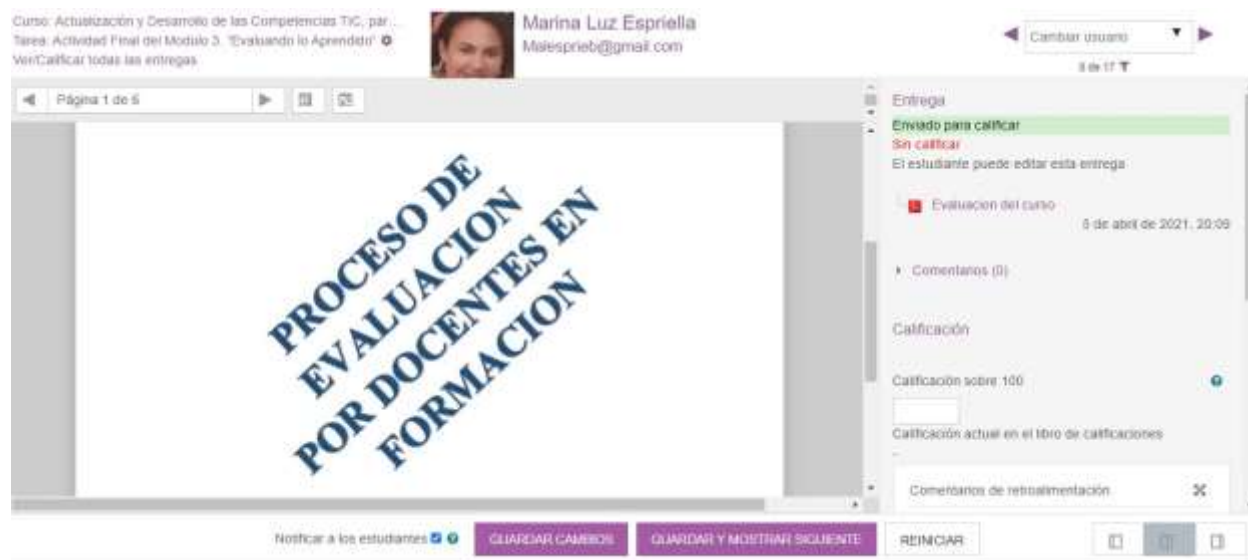 Curso: Actualización y Desarrollo de las Competencias TIC, par...
Tarea: Actividad Final del Modulo 3. "Evaluando lo Aprendido"
Ver/Calificar todas las entregas
Marina Luz Espriella
Malesprieb@gmail.com
Cambiar usuario
8 de 17
Página 1 de 5
PROCESO DE
EVALUACION
POR DOCENTES EN
FORMACION
Entrega
Enviado para calificar
Sin calificar
El estudiante puede editar esta entrega
Evaluacion del curso
5 de abril de 2021, 20:09
Comentarios (0)
Calificación
Calificación sobre 100
Calificación actual en el libro de calificaciones
-
Comentarios de retroalimentación
Notificar a los estudiantes
GUARDAR CAMBIOS
GUARDAR Y MOSTRAR SIGUIENTE
REINICIAR